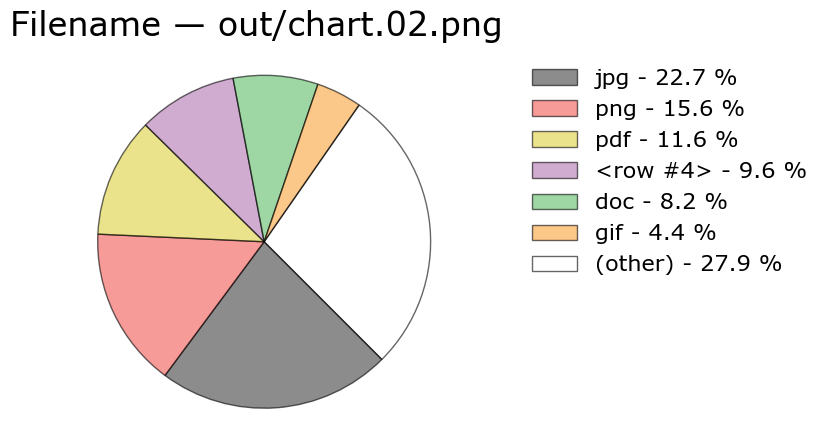 Filename — out/chart.02.png
jpg - 22.7 %
png - 15.6 %
pdf - 11.6 %
<row #4> - 9.6 %
doc - 8.2 %
gif - 4.4 %
(other) - 27.9 %